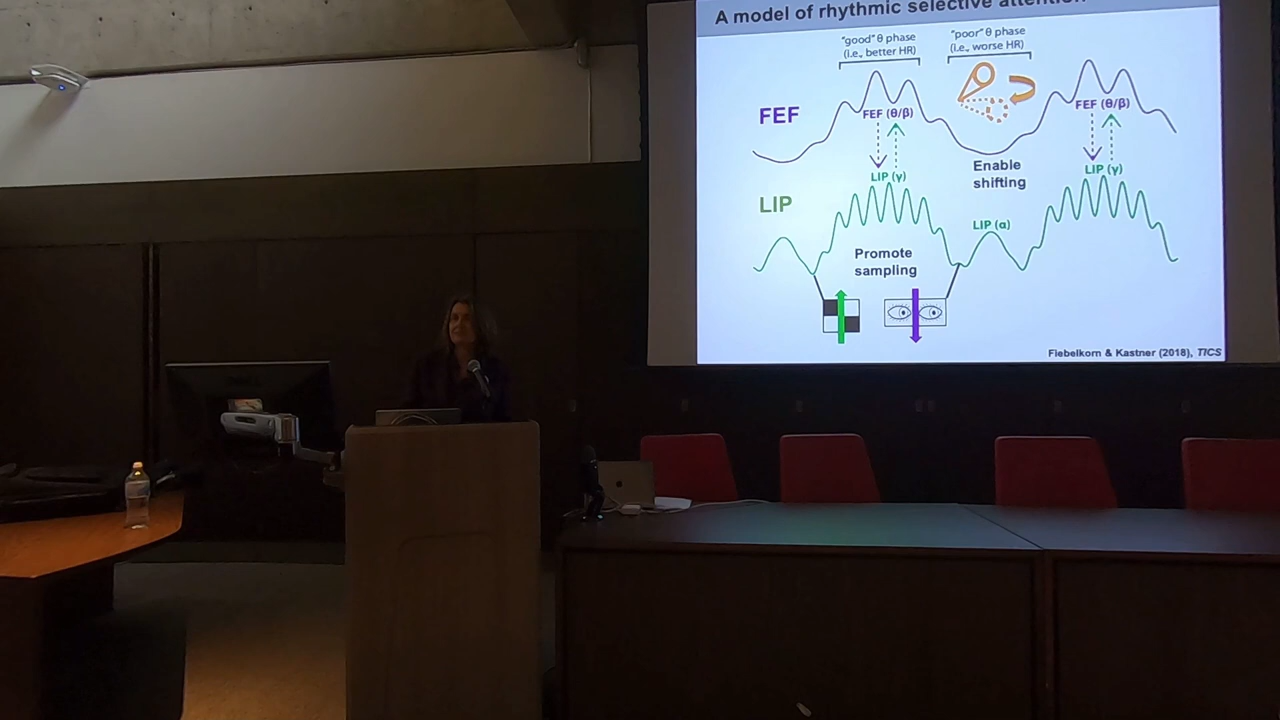 A model of rhythmic selective attention
"good" θ phase
(i.e., better HR)
"poor" θ phase
(i.e., worse HR)
FEF
FEF (θ/β)
FEF (θ/β)
Enable
shifting
LIP (γ)
LIP (γ)
LIP
LIP (α)
Promote
sampling
Fiebelkorn & Kastner (2018), TICS